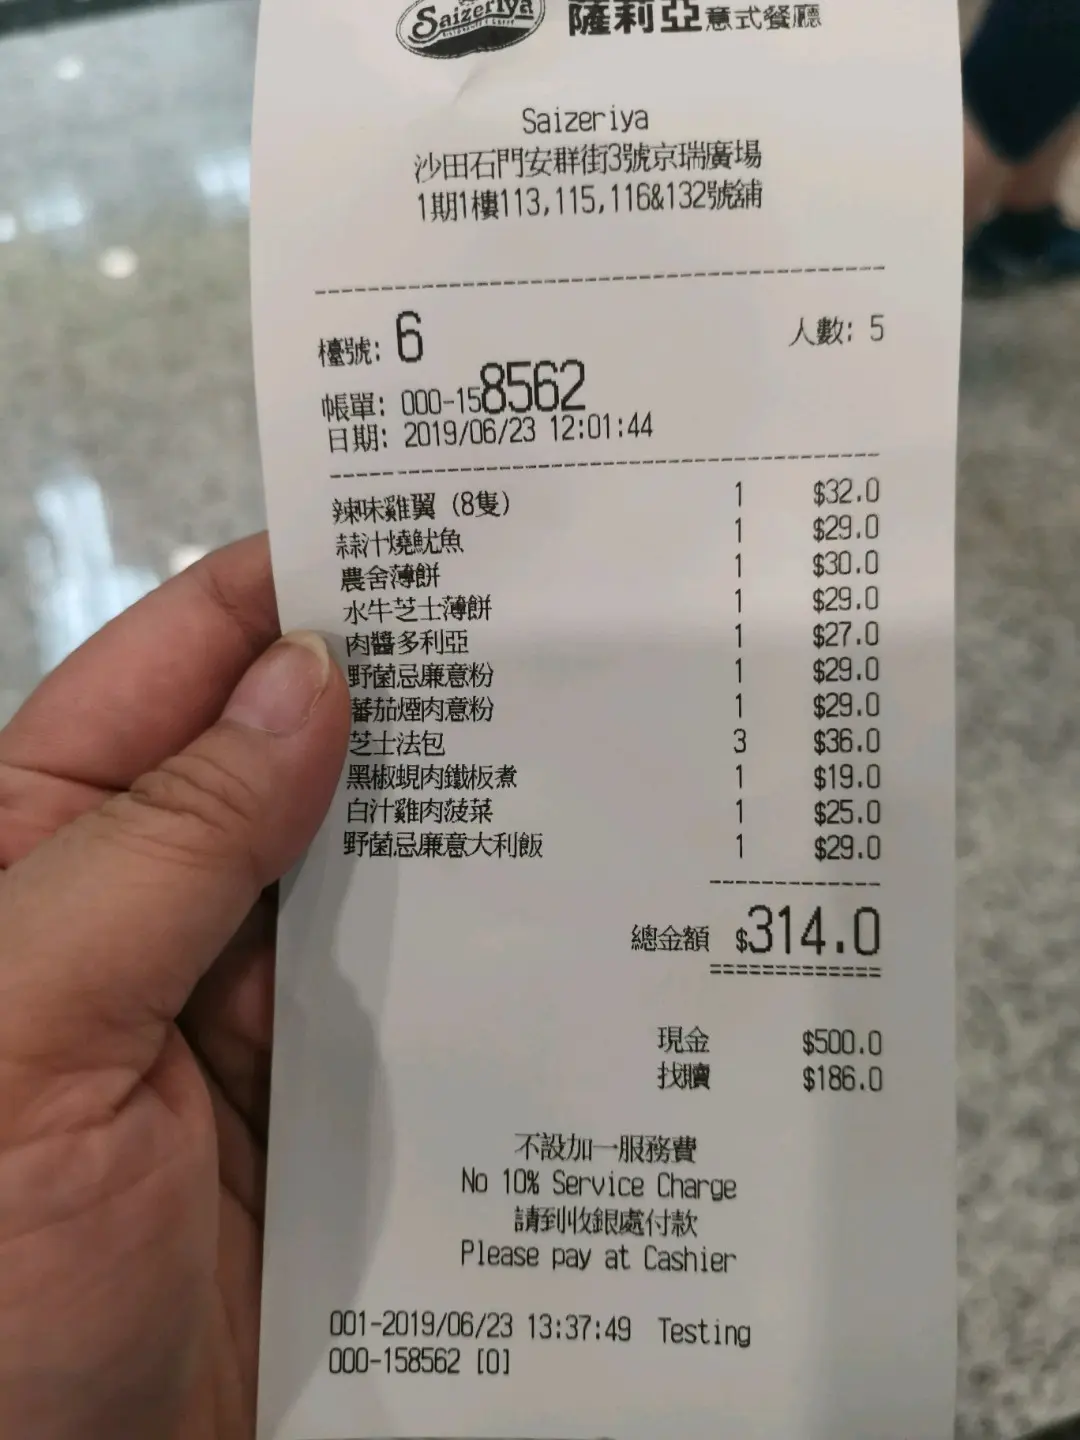 Saizeriya 薩莉亞意式餐廳
Saizeriya
沙田石門安群街3號京瑞廣場
1期1樓113,115,116&132號舖
檯號: 6 人數: 5
帳單: 000-158562
日期: 2019/06/23 12:01:44
辣味雞翼 (8隻) 1 $32.0
蒜汁燒魷魚 1 $29.0
農舍薄餅 1 $30.0
水牛芝士薄餅 1 $29.0
肉醬多利亞 1 $27.0
野菌忌廉意粉 1 $29.0
蕃茄煙肉意粉 1 $29.0
芝士法包 3 $36.0
黑椒蜆肉鐵板煮 1 $19.0
白汁雞肉菠菜 1 $25.0
野菌忌廉意大利飯 1 $29.0
總金額 $314.0
現金 $500.0
找贖 $186.0
不設加一服務費
No 10% Service Charge
請到收銀處付款
Please pay at Cashier
001-2019/06/23 13:37:49 Testing
000-158562 [0]